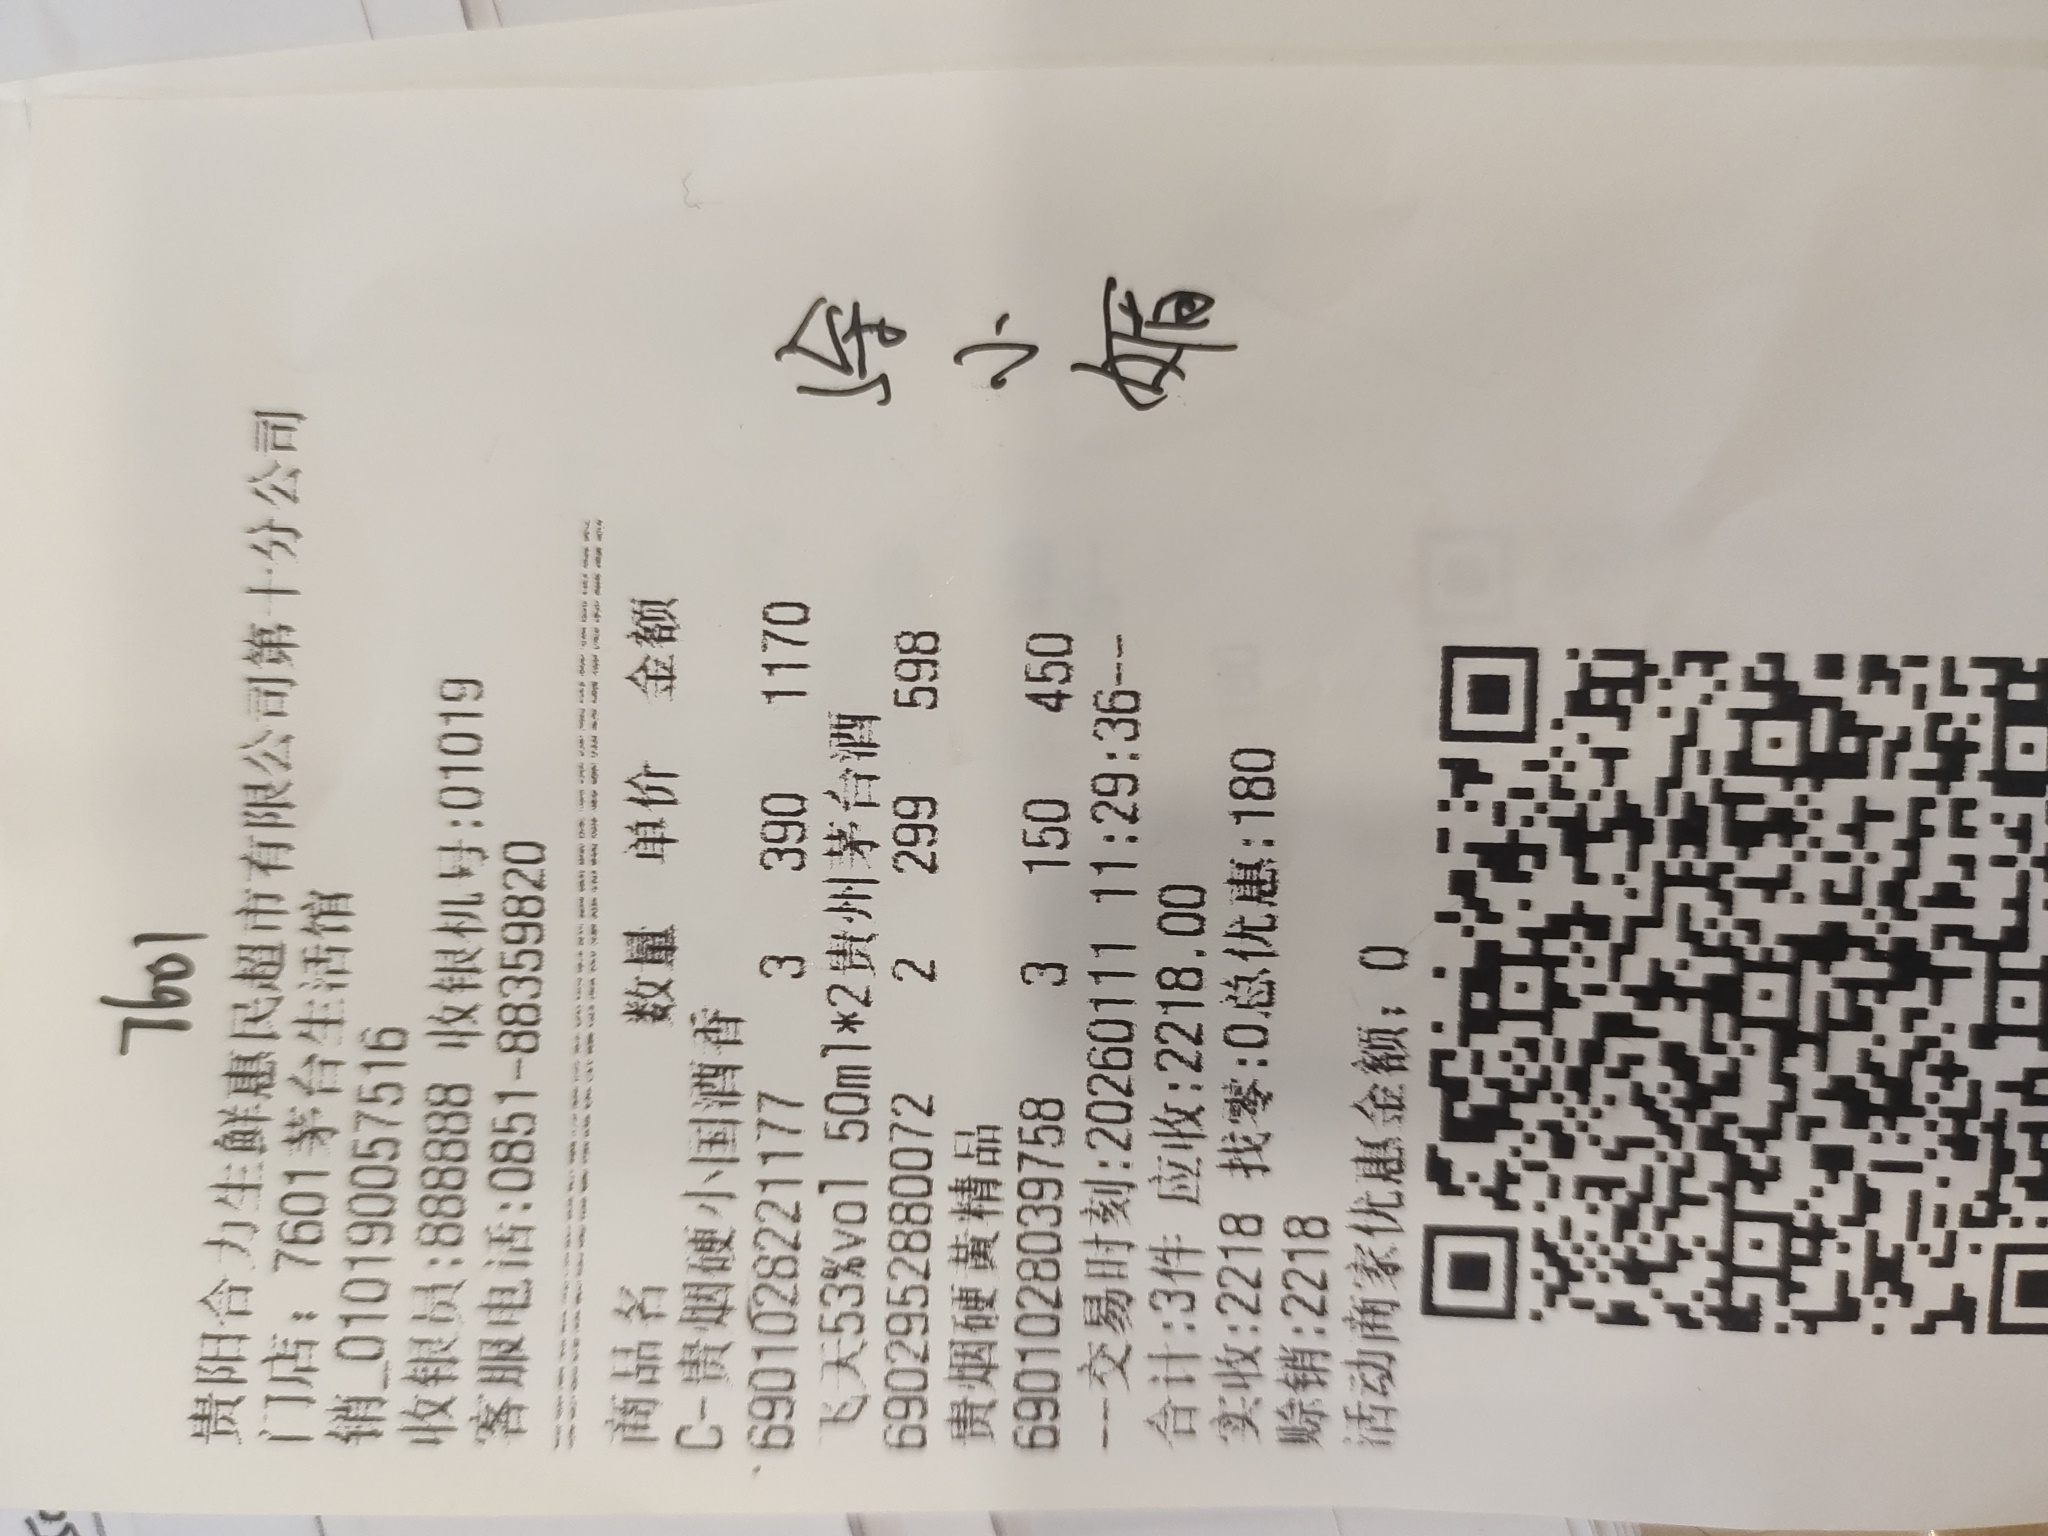 7601
贵阳合力生鲜惠民超市有限公司第十分公司
门店: 7601茅台生活馆
销_0101900575​16
收银员:88888 收银机号:01019
客服电话:0851-88359820
商品名 数量 单价 金额
C-贵烟硬小国酒香
6901028221177 3 390 1170
飞天53%vol 50ml*2贵州茅台酒
6902952880072 2 299 598
贵烟硬黄精品
6901028039758 3 150 450
---交易时刻:20260111 11:29:36---
合计:3件 应收:2218.00
实收:2218 找零:0总优惠:180
赊销:2218
活动商家优惠金额: 0
小